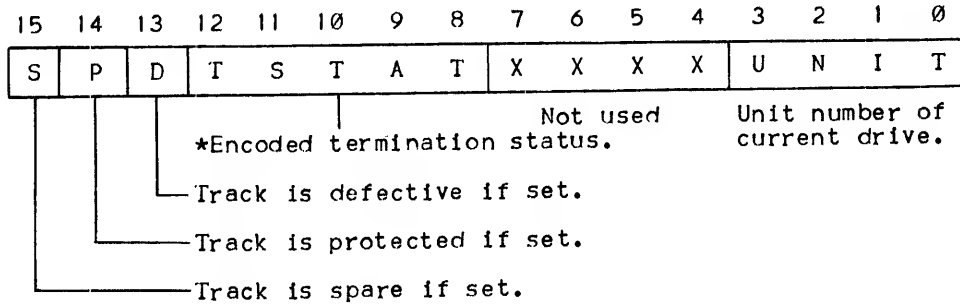 15 14 13 12 11 10 9 8 7 6 5 4 3 2 1 0
S P D T S T A T X X X X U N I T
Not used Unit number of
*Encoded termination status. current drive.
Track is defective if set.
Track is protected if set.
Track is spare if set.